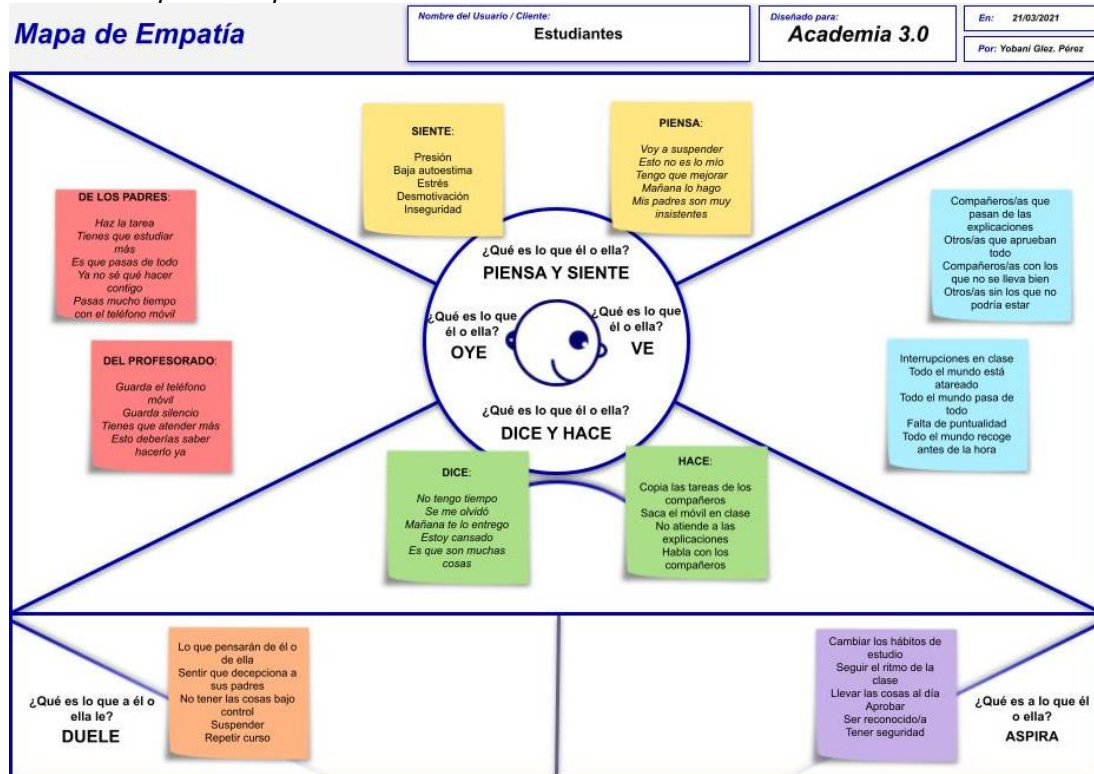 Mapa de Empatía
Nombre del Usuario / Cliente:
Estudiantes
Diseñado para:
Academia 3.0
En: 21/03/2021
Por: Yobani Glez. Pérez
SIENTE:
Presión
Baja autoestima
Estrés
Desmotivación
Inseguridad
PIENSA:
Voy a suspender
Esto no es lo mío
Tengo que mejorar
Mañana lo hago
Mis padres son muy
insistentes
DE LOS PADRES:
Haz la tarea
Tienes que estudiar
más
Es que pasas de todo
Ya no sé qué hacer
contigo
Pasas mucho tiempo
con el teléfono móvil
DEL PROFESORADO:
Guarda el teléfono
móvil
Guarda silencio
Tienes que atender más
Esto deberías saber
hacerlo ya
¿Qué es lo que él o ella?
PIENSA Y SIENTE
¿Qué es lo que
él o ella?
OYE
¿Qué es lo que
él o ella?
VE
¿Qué es lo que él o ella?
DICE Y HACE
Compañeros/as que
pasan de las
explicaciones
Otros/as que aprueban
todo
Compañeros/as con los
que no se lleva bien
Otros/as sin los que no
podría estar
Interrupciones en clase
Todo el mundo está
atareado
Todo el mundo pasa de
todo
Falta de puntualidad
Todo el mundo recoge
antes de la hora
DICE:
No tengo tiempo
Se me olvidó
Mañana te lo entrego
Estoy cansado
Es que son muchas
cosas
HACE:
Copia las tareas de los
compañeros
Saca el móvil en clase
No atiende a las
explicaciones
Habla con los
compañeros
¿Qué es lo que a él o
ella le?
DUELE
Lo que pensarán de él o
de ella
Sentir que decepciona a
sus padres
No tener las cosas bajo
control
Suspender
Repetir curso
Cambiar los hábitos de
estudio
Seguir el ritmo de la
clase
Llevar las cosas al día
Aprobar
Ser reconocido/a
Tener seguridad
¿Qué es a lo que él
o ella?
ASPIRA